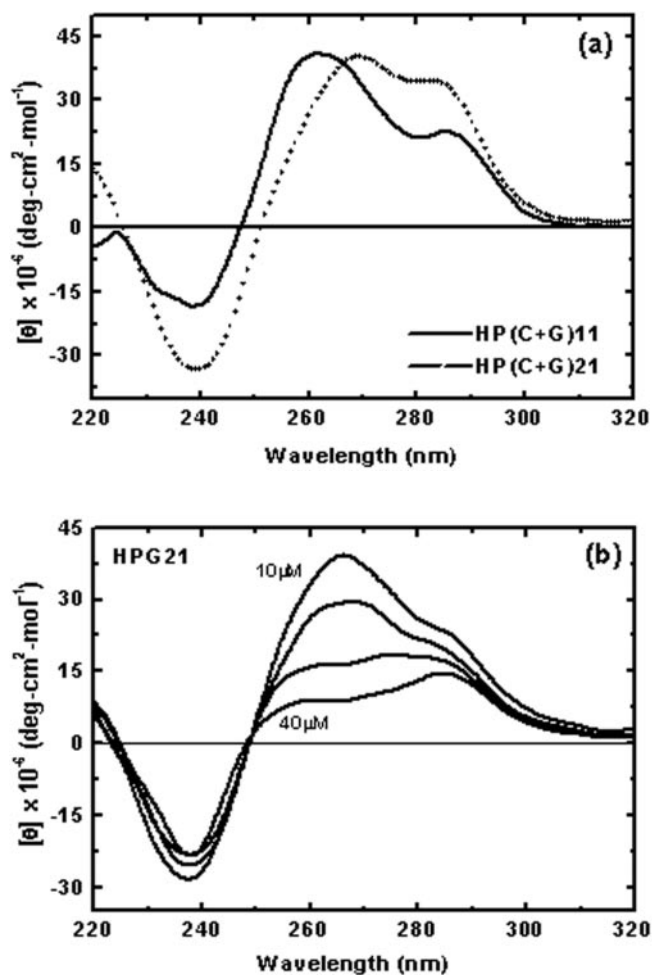 45
30
15
0
-15
-30
[θ] x 10⁻⁶ (deg-cm²-mol⁻¹)
(a)
HP(C+G)11
HP(C+G)21
220 240 260 280 300 320
Wavelength (nm)
45
30
15
0
-15
-30
[θ] x 10⁻⁶ (deg-cm²-mol⁻¹)
HPG21
(b)
10µM
40µM
220 240 260 280 300 320
Wavelength (nm)